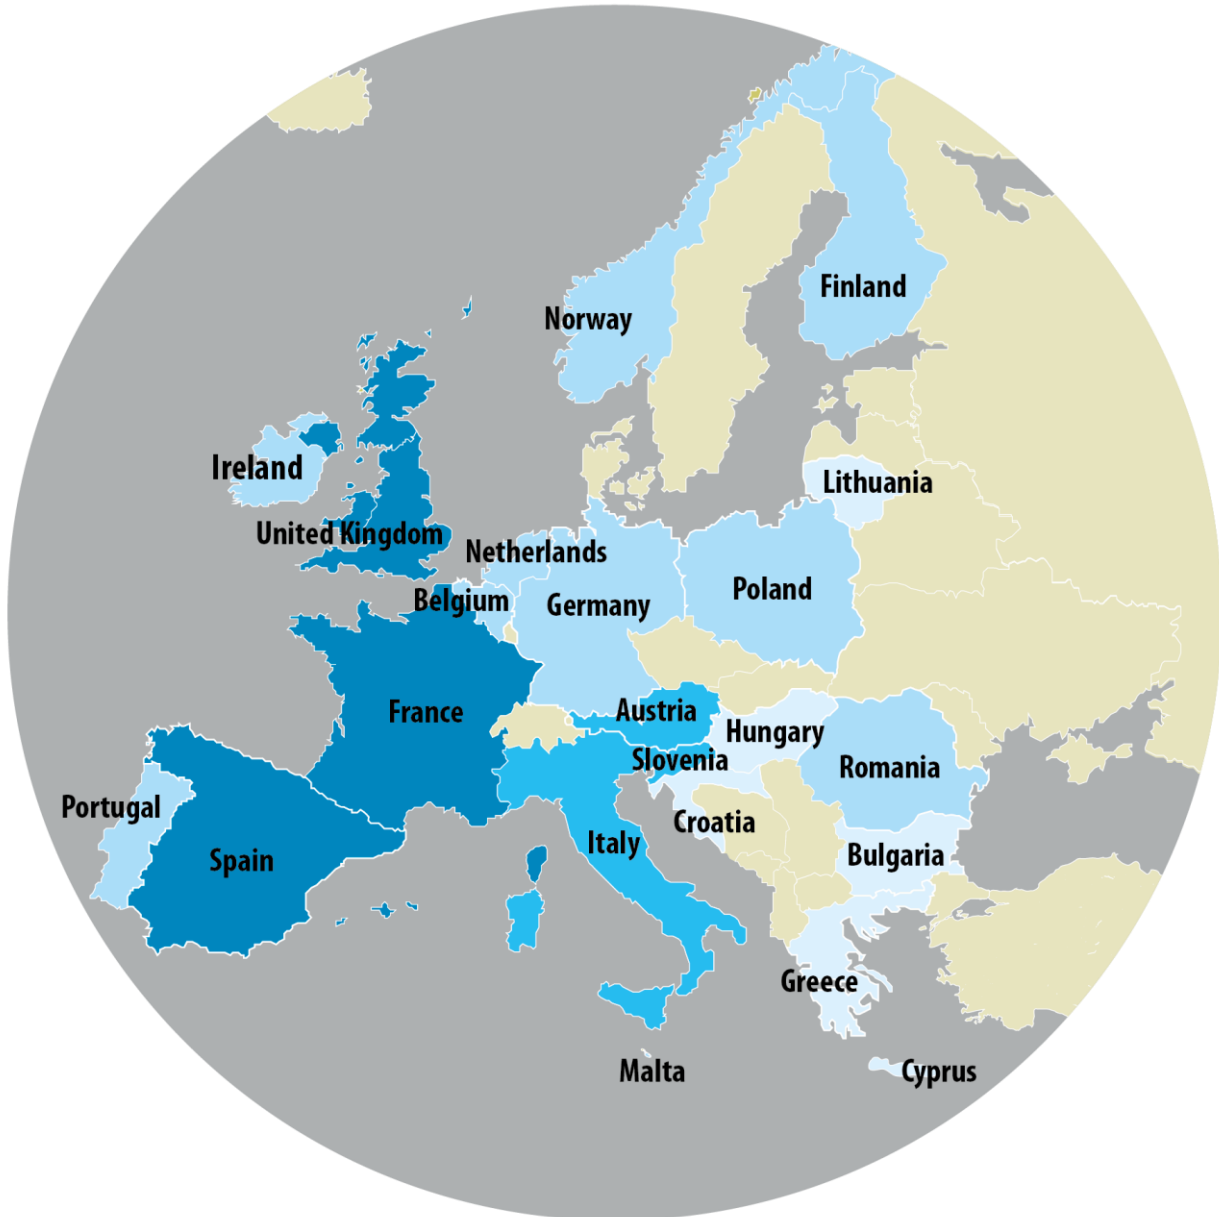 Finland
Norway
Ireland
Lithuania
United Kingdom
Netherlands
Poland
Belgium
Germany
France
Austria
Hungary
Slovenia
Romania
Portugal
Croatia
Italy
Spain
Bulgaria
Greece
Malta
Cyprus